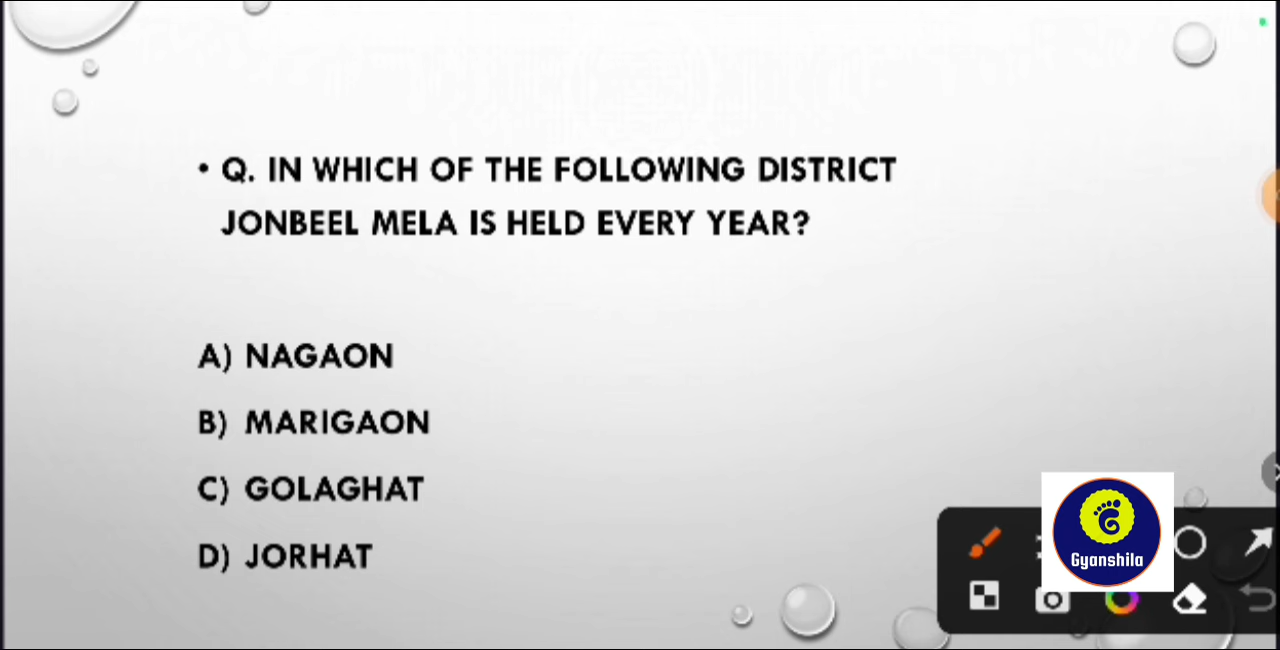 • Q. IN WHICH OF THE FOLLOWING DISTRICT
JONBEEL MELA IS HELD EVERY YEAR?
A) NAGAON
B) MARIGAON
C) GOLAGHAT
D) JORHAT
Gyanshila